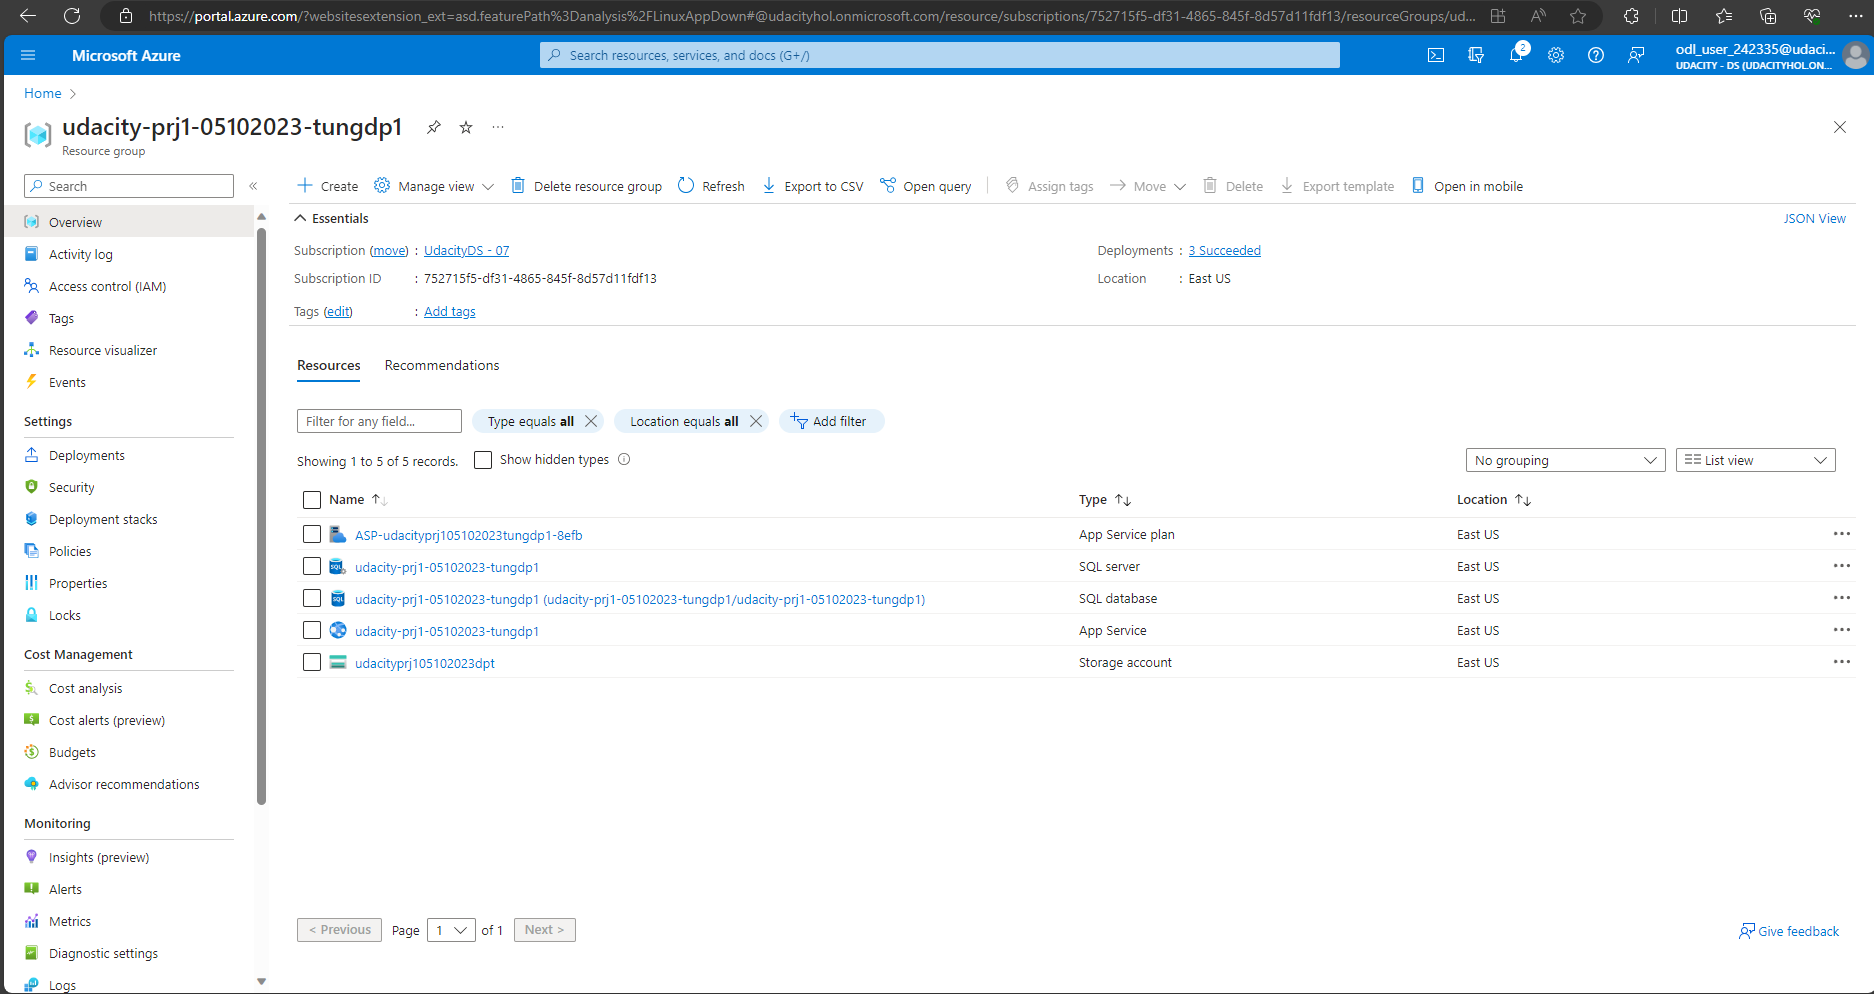 https://portal.azure.com/?websitesextension_ext=asd.featurePath%3Danalysis%2FLinuxAppDown#@udacityhol.onmicrosoft.com/resource/subscriptions/752715f5-df31-4865-845f-8d57d11fdf13/resourceGroups/ud...
Microsoft Azure
Search resources, services, and docs (G+/)
2
odl_user_242335@udaci...
UDACITY - DS (UDACITYHOL.ON...
Home
udacity-prj1-05102023-tungdp1
Resource group
Search
Create
Manage view
Delete resource group
Refresh
Export to CSV
Open query
Assign tags
Move
Delete
Export template
Open in mobile
Overview
Activity log
Access control (IAM)
Tags
Resource visualizer
Events
Settings
Deployments
Security
Deployment stacks
Policies
Properties
Locks
Cost Management
Cost analysis
Cost alerts (preview)
Budgets
Advisor recommendations
Monitoring
Insights (preview)
Alerts
Metrics
Diagnostic settings
Logs
Essentials
JSON View
Subscription (move) : UdacityDS - 07
Deployments : 3 Succeeded
Subscription ID : 752715f5-df31-4865-845f-8d57d11fdf13
Location : East US
Tags (edit) : Add tags
Resources
Recommendations
Filter for any field...
Type equals all
Location equals all
Add filter
Showing 1 to 5 of 5 records.
Show hidden types
No grouping
List view
Name Type Location
ASP-udacityprj105102023tungdp1-8efb App Service plan East US
udacity-prj1-05102023-tungdp1 SQL server East US
udacity-prj1-05102023-tungdp1 (udacity-prj1-05102023-tungdp1/udacity-prj1-05102023-tungdp1) SQL database East US
udacity-prj1-05102023-tungdp1 App Service East US
udacityprj105102023dpt Storage account East US
< Previous
Page 1 of 1
Next >
Give feedback